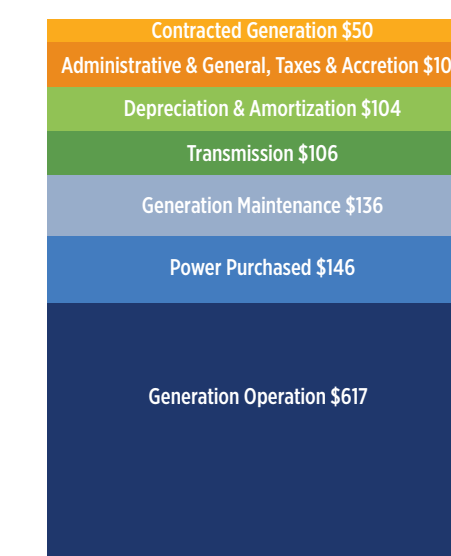 Contracted Generation $50
Administrative & General, Taxes & Accretion $10
Depreciation & Amortization $104
Transmission $106
Generation Maintenance $136
Power Purchased $146
Generation Operation $617